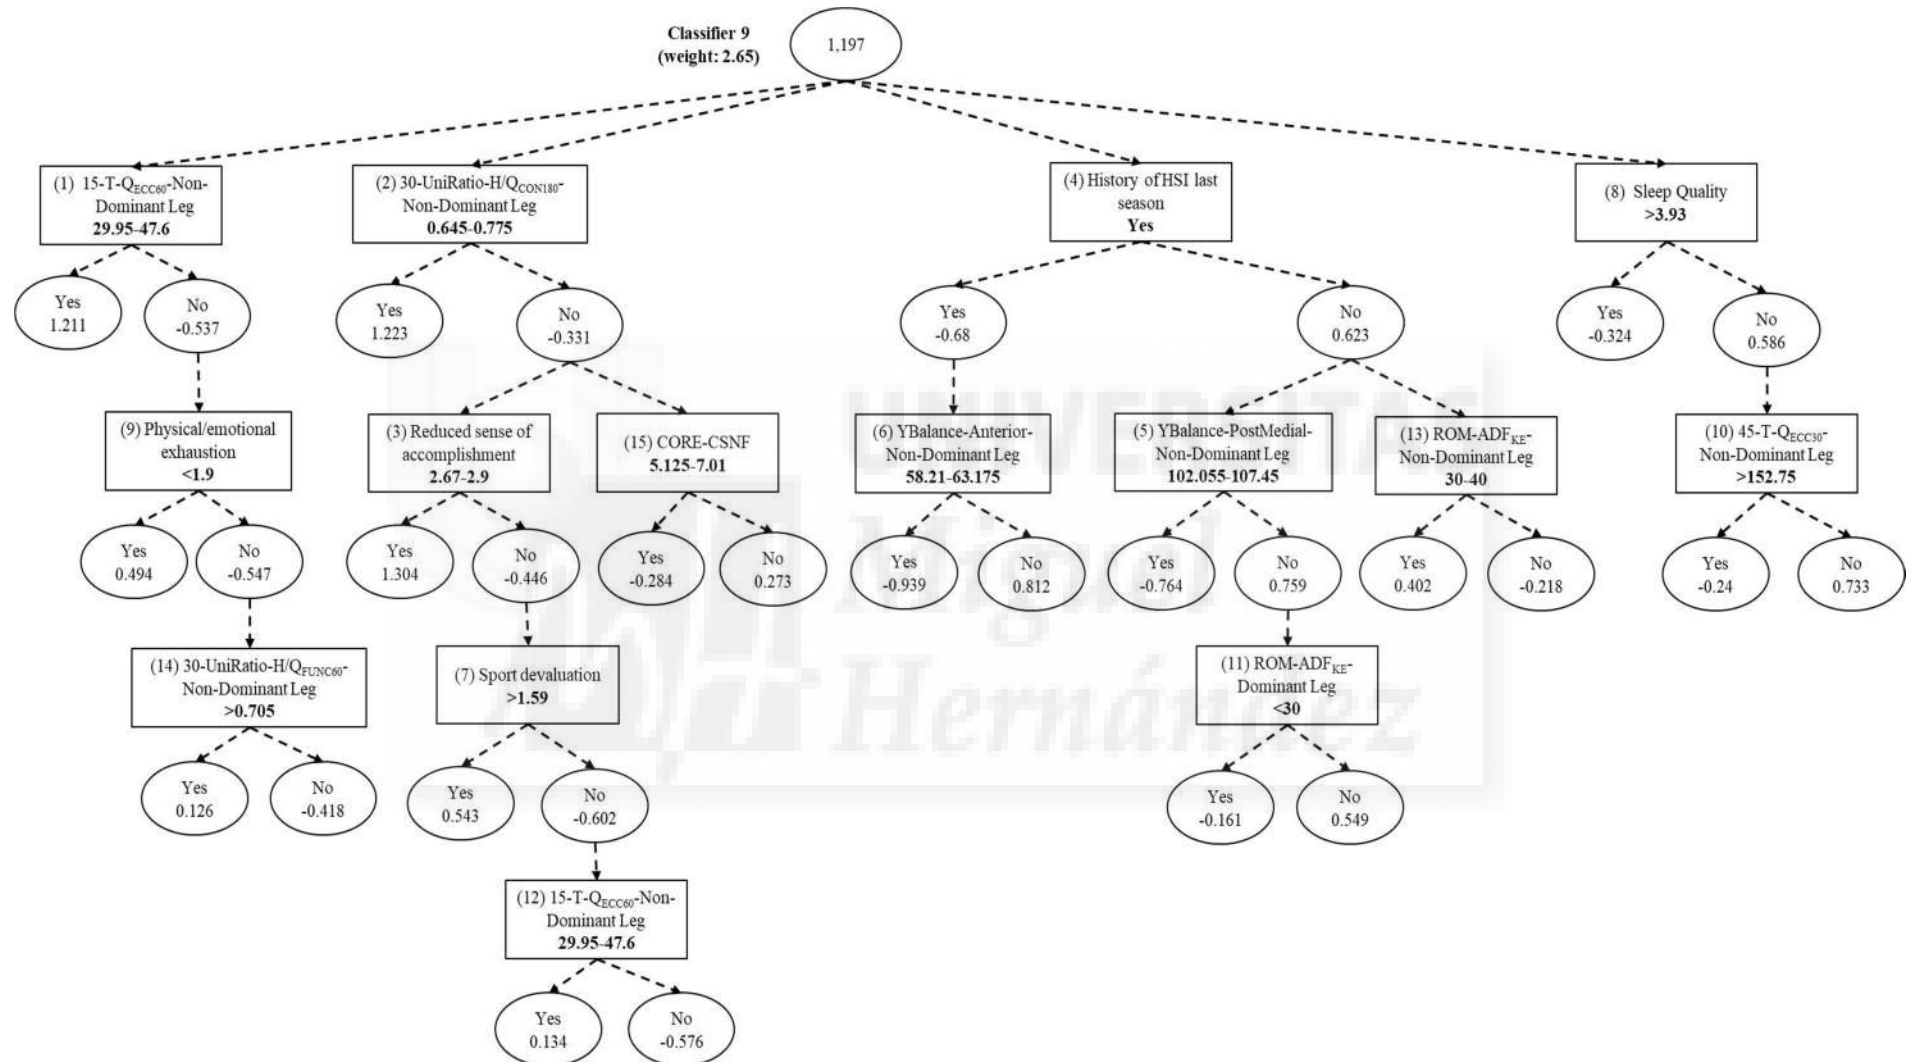 Classifier 9
(weight: 2.65)
1,197
(1) 15-T-QECC60-Non-
Dominant Leg
29.95-47.6
(2) 30-UniRatio-H/QCON180-
Non-Dominant Leg
0.645-0.775
(4) History of HSI last
season
Yes
(8) Sleep Quality
>3.93
Yes
1.211
No
-0.537
Yes
1.223
No
-0.331
Yes
-0.68
No
0.623
Yes
-0.324
No
0.586
(9) Physical/emotional
exhaustion
<1.9
(3) Reduced sense of
accomplishment
2.67-2.9
(15) CORE-CSNF
5.125-7.01
(6) YBalance-Anterior-
Non-Dominant Leg
58.21-63.175
(5) YBalance-PostMedial-
Non-Dominant Leg
102.055-107.45
(13) ROM-ADFKE-
Non-Dominant Leg
30-40
(10) 45-T-QECC30-
Non-Dominant Leg
>152.75
Yes
0.494
No
-0.547
Yes
1.304
No
-0.446
Yes
-0.284
No
0.273
Yes
-0.939
No
0.812
Yes
-0.764
No
0.759
Yes
0.402
No
-0.218
Yes
-0.24
No
0.733
(14) 30-UniRatio-H/QFUNC60-
Non-Dominant Leg
>0.705
(7) Sport devaluation
>1.59
(11) ROM-ADFKE-
Dominant Leg
<30
Yes
0.126
No
-0.418
Yes
0.543
No
-0.602
Yes
-0.161
No
0.549
(12) 15-T-QECC60-Non-
Dominant Leg
29.95-47.6
Yes
0.134
No
-0.576
UNIVERSITAS
Miguel
Hernández